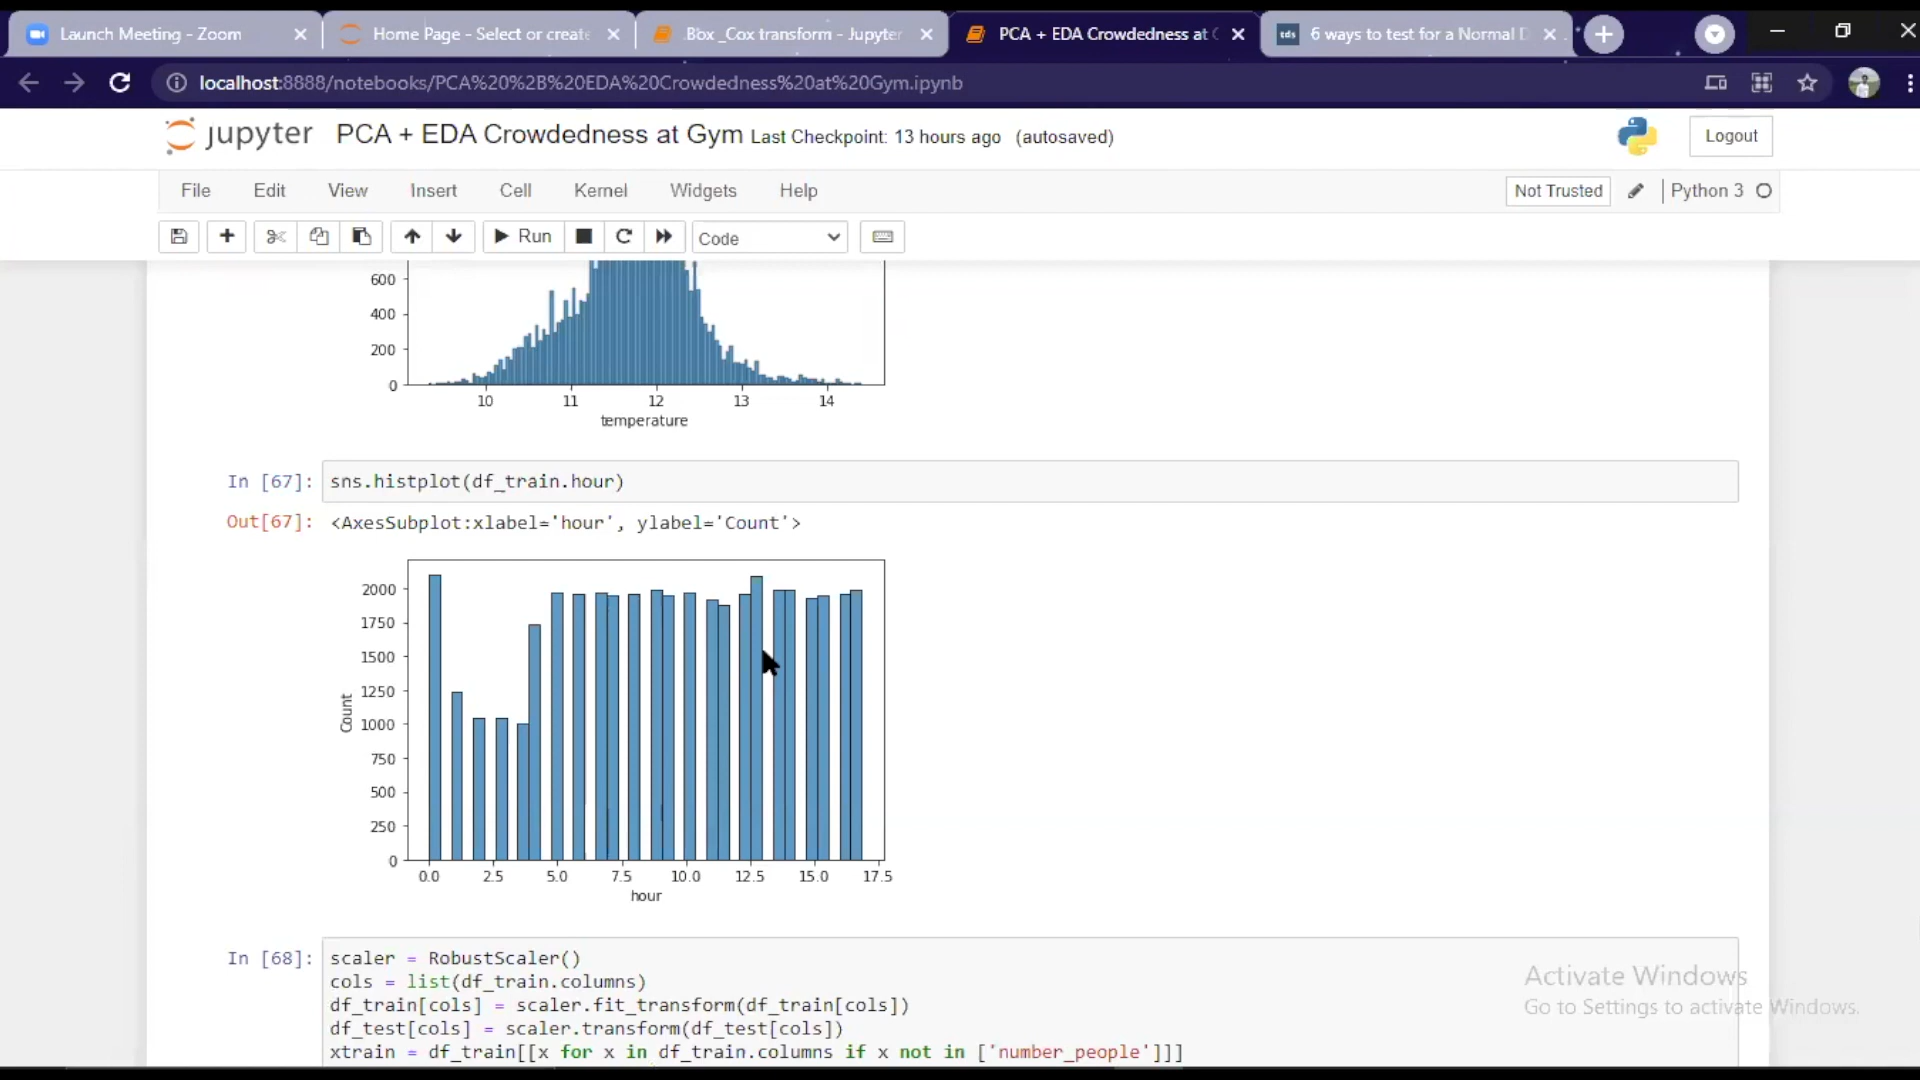 Launch Meeting - Zoom
Home Page - Select or create
Box _Cox transform - Jupyter
PCA + EDA Crowdedness at
tds 6 ways to test for a Normal D
localhost:8888/notebooks/PCA%20%2B%20EDA%20Crowdedness%20at%20Gym.ipynb
jupyter PCA + EDA Crowdedness at Gym Last Checkpoint: 13 hours ago (autosaved)
Logout
File Edit View Insert Cell Kernel Widgets Help
Not Trusted Python 3
Run Code
600
400
200
0
10 11 12 13 14
temperature
In [67]: sns.histplot(df_train.hour)
Out[67]: <AxesSubplot:xlabel='hour', ylabel='Count'>
2000
1750
1500
1250
1000
750
500
250
0
Count
0.0 2.5 5.0 7.5 10.0 12.5 15.0 17.5
hour
In [68]: scaler = RobustScaler()
cols = list(df_train.columns)
df_train[cols] = scaler.fit_transform(df_train[cols])
df_test[cols] = scaler.transform(df_test[cols])
xtrain = df_train[[x for x in df_train.columns if x not in ['number_people']]]
Activate Windows
Go to Settings to activate Windows.